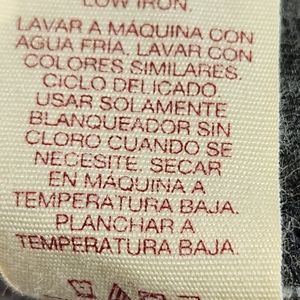 LOW IRON.
LAVAR A MÁQUINA CON
AGUA FRÍA. LAVAR CON
COLORES SIMILARES.
CICLO DELICADO
USAR SOLAMENTE
BLANQUEADOR SIN
CLORO CUANDO SE
NECESITE. SECAR
EN MÁQUINA A
TEMPERATURA BAJA.
PLANCHAR A
TEMPERATURA BAJA.